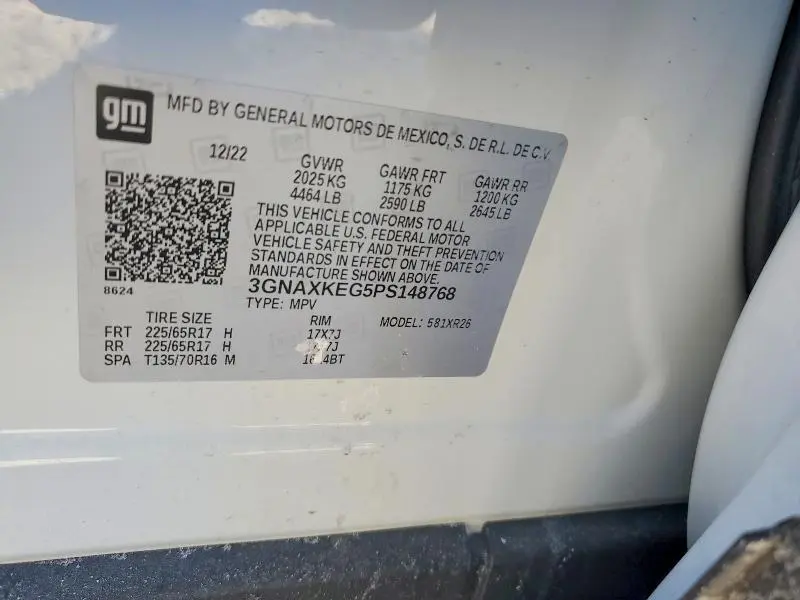 gm
MFD BY GENERAL MOTORS DE MEXICO, S. DE R.L. DE C.V.
12/22
GVWR GAWR FRT GAWR RR
2025 KG 1175 KG 1200 KG
4464 LB 2590 LB 2645 LB
THIS VEHICLE CONFORMS TO ALL
APPLICABLE U.S. FEDERAL MOTOR
VEHICLE SAFETY AND THEFT PREVENTION
STANDARDS IN EFFECT ON THE DATE OF
MANUFACTURE SHOWN ABOVE.
8624
3GNAXKEG5PS148768
TYPE: MPV MODEL: 581XR26
TIRE SIZE RIM
FRT 225/65R17 H 17X7J
RR 225/65R17 H
SPA T135/70R16 M